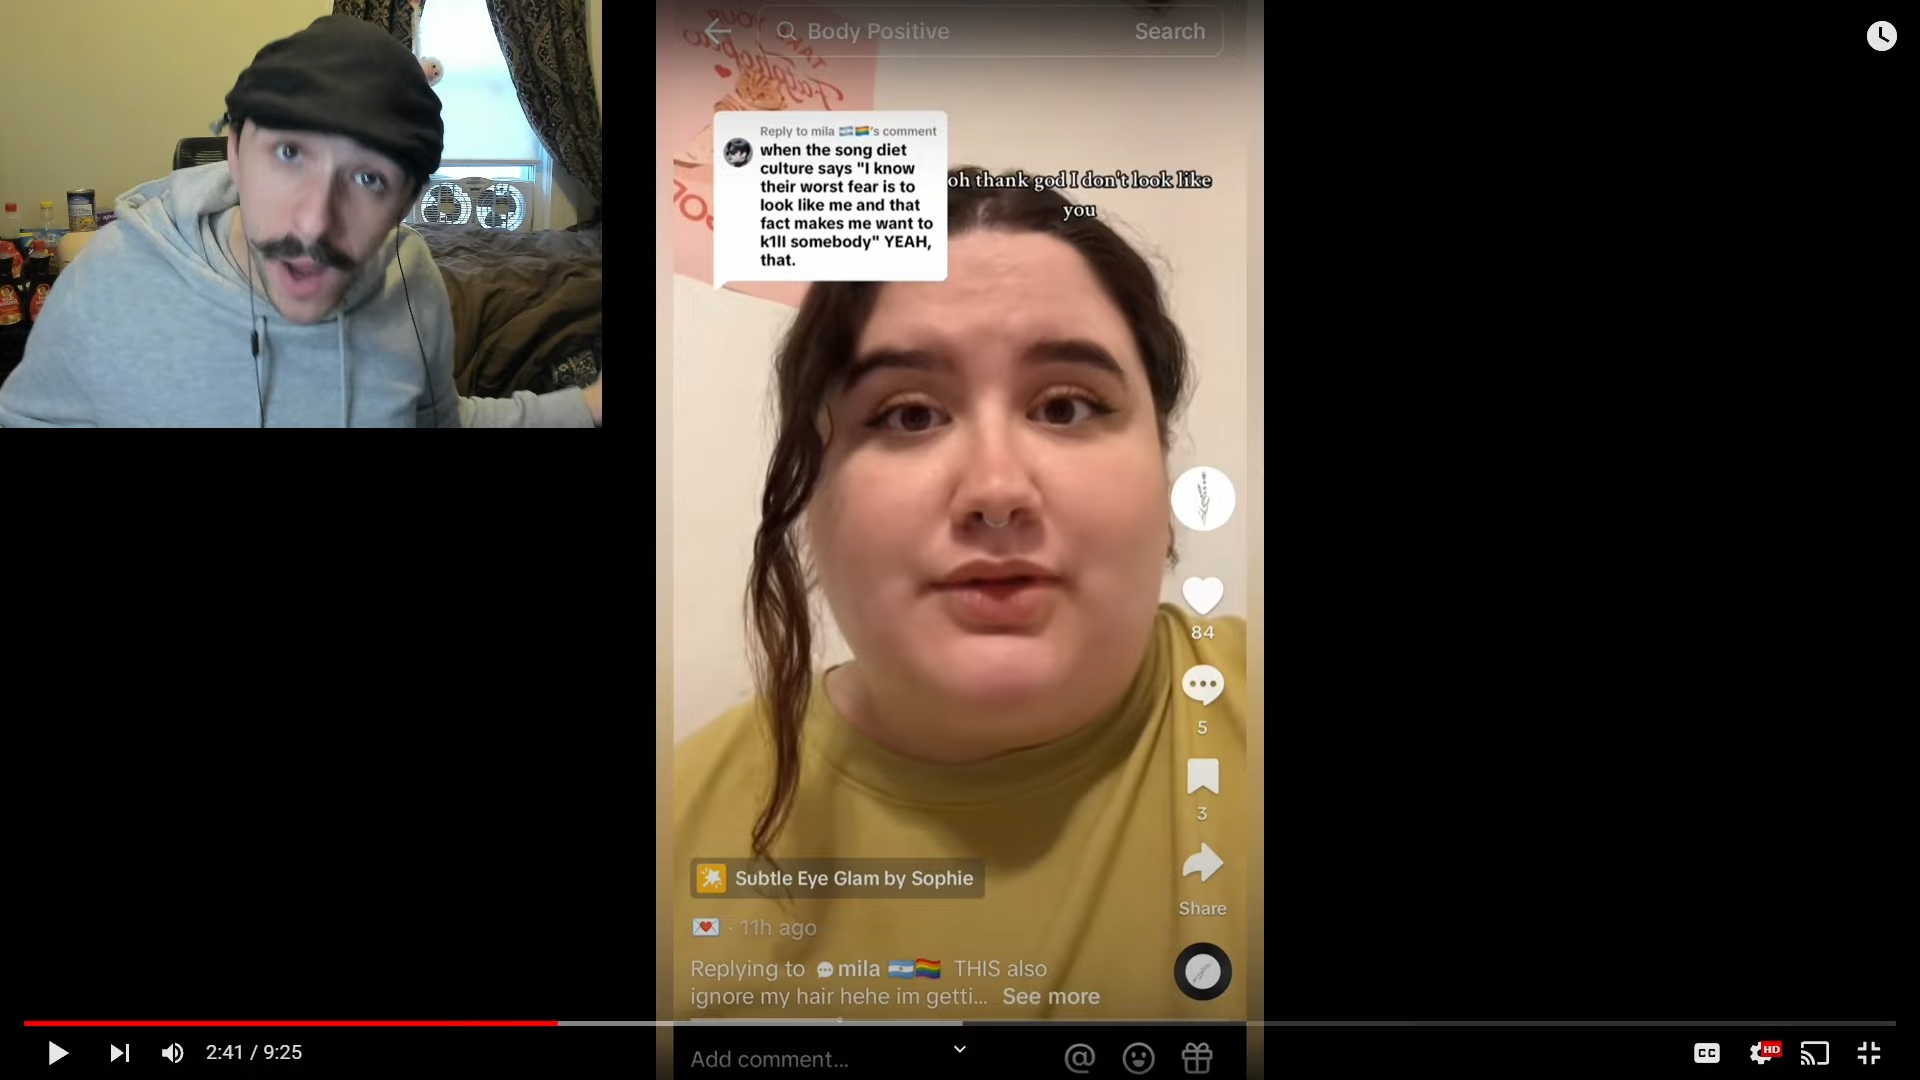 Body Positive
Search
Reply to mila 🇦🇷🏳️‍🌈's comment
when the song diet
culture says "I know
their worst fear is to
look like me and that
fact makes me want to
k1ll somebody" YEAH,
that.
oh thank god I don't look like
you
84
5
3
Share
Subtle Eye Glam by Sophie
💌 · 11h ago
Replying to 💬mila 🇦🇷🏳️‍🌈 THIS also
ignore my hair hehe im getti... See more
Add comment...
2:41 / 9:25
CC
HD